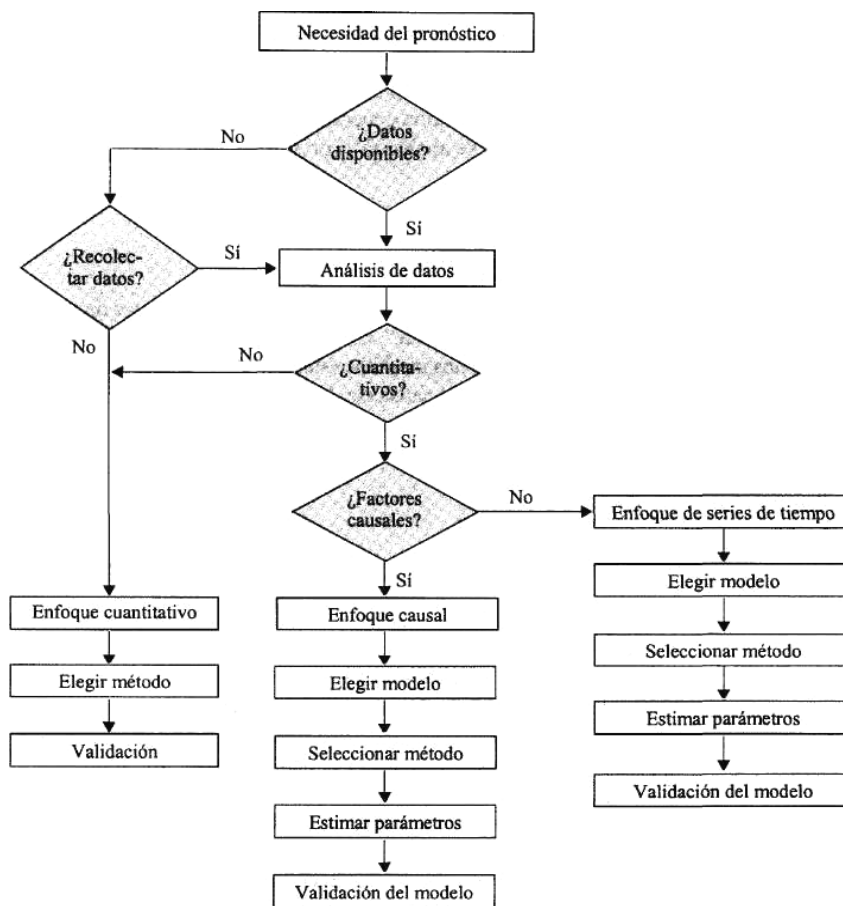 Necesidad del pronóstico
¿Datos
disponibles?
No
Sí
¿Recolec-
tar datos?
Sí
Análisis de datos
No
No
¿Cuantita-
tivos?
Sí
¿Factores
causales?
No
Enfoque de series de tiempo
Sí
Elegir modelo
Enfoque cuantitativo
Enfoque causal
Seleccionar método
Elegir método
Elegir modelo
Estimar parámetros
Validación
Seleccionar método
Validación del modelo
Estimar parámetros
Validación del modelo